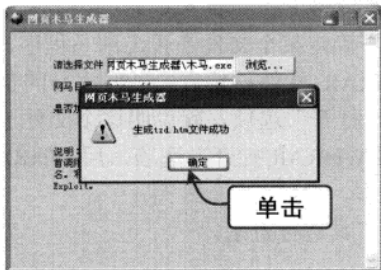 网页木马生成器
请选择文件 网页木马生成器\木马.exe 浏览...
网马目录
是否加
网页木马生成器
生成trd.htm文件成功
确定
说明:
首调用
名。
Exploit.
单击